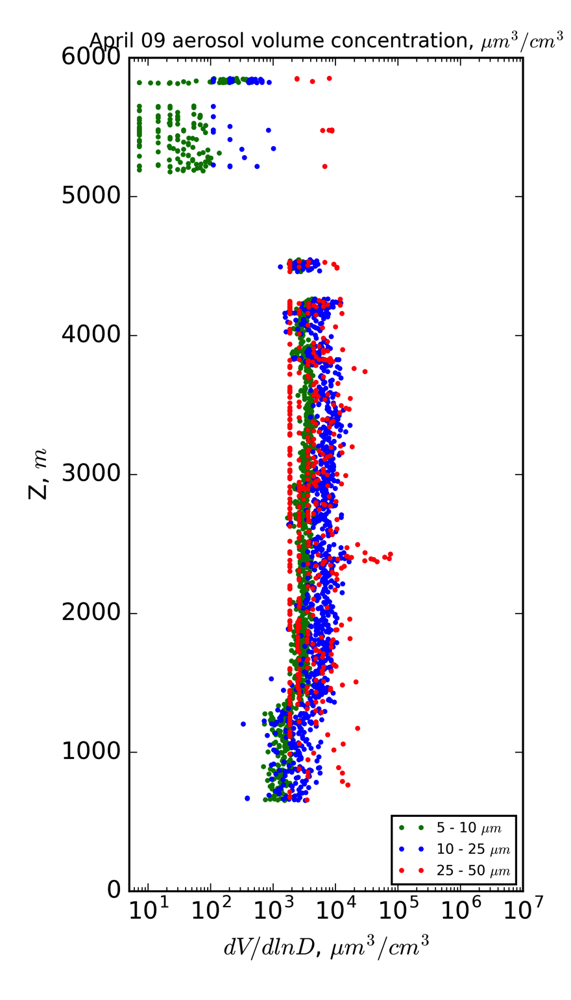 April 09 aerosol volume concentration, μm³/cm³
6000
5000
4000
3000
2000
1000
0
Z, m
5 - 10 μm
10 - 25 μm
25 - 50 μm
10¹ 10² 10³ 10⁴ 10⁵ 10⁶ 10⁷
dV/dlnD, μm³/cm³